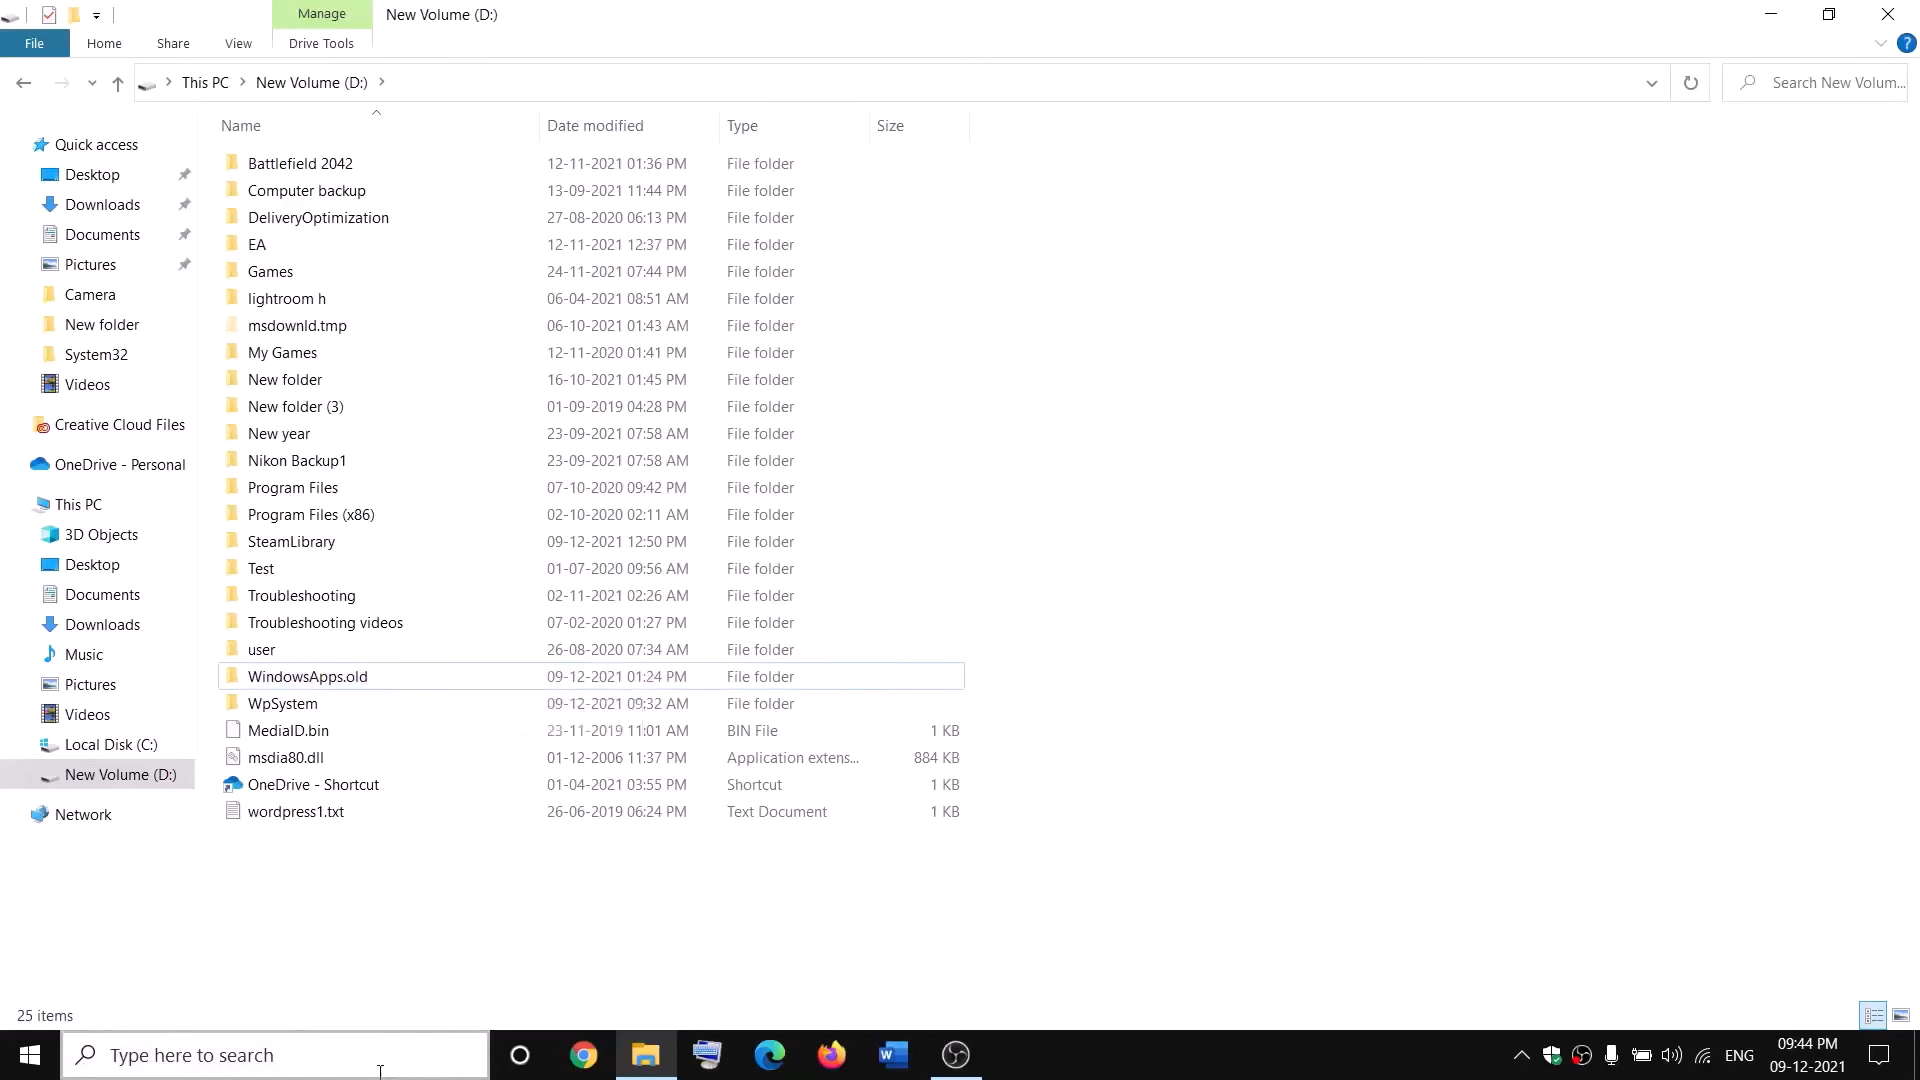 Manage
New Volume (D:)
File
Home
Share
View
Drive Tools
This PC
New Volume (D:)
Search New Volum...
Name
Date modified
Type
Size
Quick access
Desktop
Downloads
Documents
Pictures
Camera
New folder
System32
Videos
Creative Cloud Files
OneDrive - Personal
This PC
3D Objects
Desktop
Documents
Downloads
Music
Pictures
Videos
Local Disk (C:)
New Volume (D:)
Network
Battlefield 2042 12-11-2021 01:36 PM File folder
Computer backup 13-09-2021 11:44 PM File folder
DeliveryOptimization 27-08-2020 06:13 PM File folder
EA 12-11-2021 12:37 PM File folder
Games 24-11-2021 07:44 PM File folder
lightroom h 06-04-2021 08:51 AM File folder
msdownld.tmp 06-10-2021 01:43 AM File folder
My Games 12-11-2020 01:41 PM File folder
New folder 16-10-2021 01:45 PM File folder
New folder (3) 01-09-2019 04:28 PM File folder
New year 23-09-2021 07:58 AM File folder
Nikon Backup1 23-09-2021 07:58 AM File folder
Program Files 07-10-2020 09:42 PM File folder
Program Files (x86) 02-10-2020 02:11 AM File folder
SteamLibrary 09-12-2021 12:50 PM File folder
Test 01-07-2020 09:56 AM File folder
Troubleshooting 02-11-2021 02:26 AM File folder
Troubleshooting videos 07-02-2020 01:27 PM File folder
user 26-08-2020 07:34 AM File folder
WindowsApps.old 09-12-2021 01:24 PM File folder
WpSystem 09-12-2021 09:32 AM File folder
MediaID.bin 23-11-2019 11:01 AM BIN File 1 KB
msdia80.dll 01-12-2006 11:37 PM Application extens... 884 KB
OneDrive - Shortcut 01-04-2021 03:55 PM Shortcut 1 KB
wordpress1.txt 26-06-2019 06:24 PM Text Document 1 KB
25 items
Type here to search
ENG
09:44 PM
09-12-2021